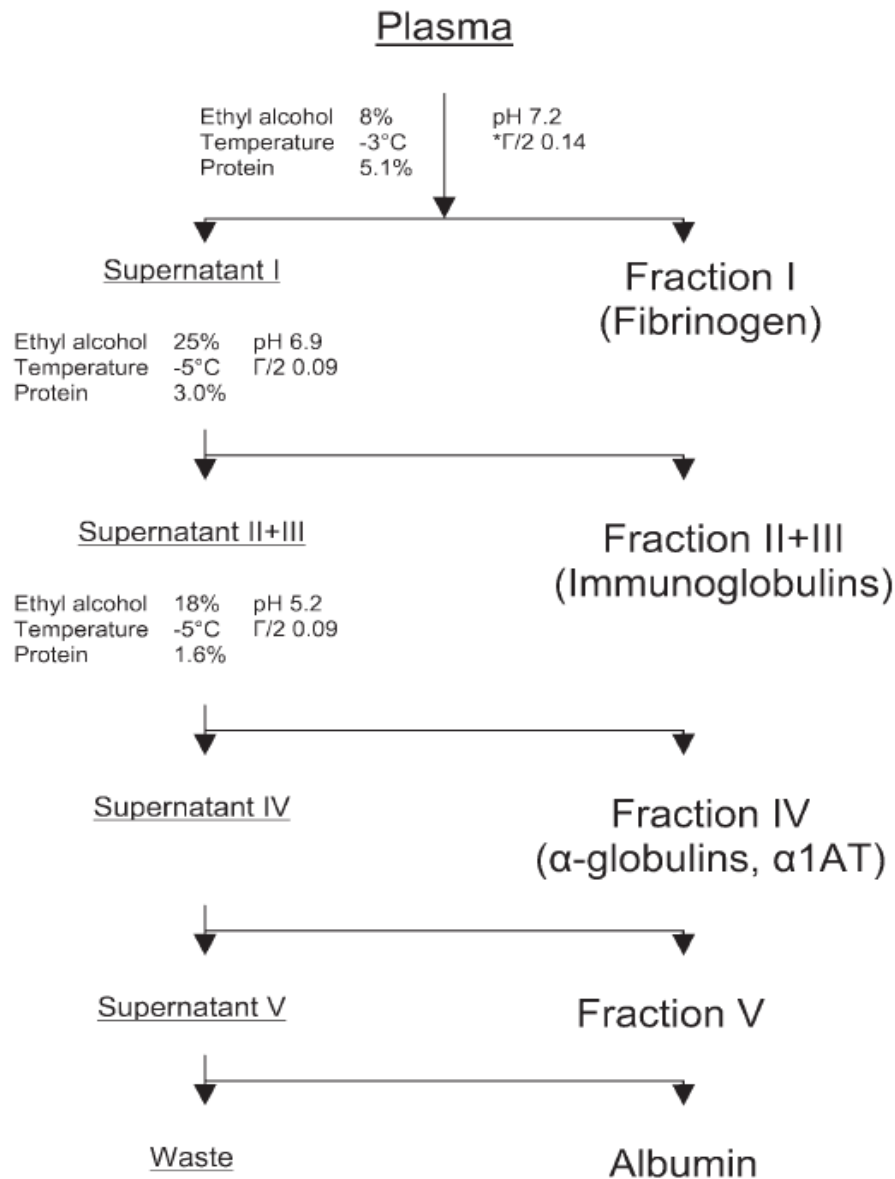 Plasma
Ethyl alcohol 8% pH 7.2
Temperature -3°C *Γ/2 0.14
Protein 5.1%
Supernatant I
Fraction I
(Fibrinogen)
Ethyl alcohol 25% pH 6.9
Temperature -5°C Γ/2 0.09
Protein 3.0%
Supernatant II+III
Fraction II+III
(Immunoglobulins)
Ethyl alcohol 18% pH 5.2
Temperature -5°C Γ/2 0.09
Protein 1.6%
Supernatant IV
Fraction IV
(α-globulins, α1AT)
Supernatant V
Fraction V
Waste
Albumin